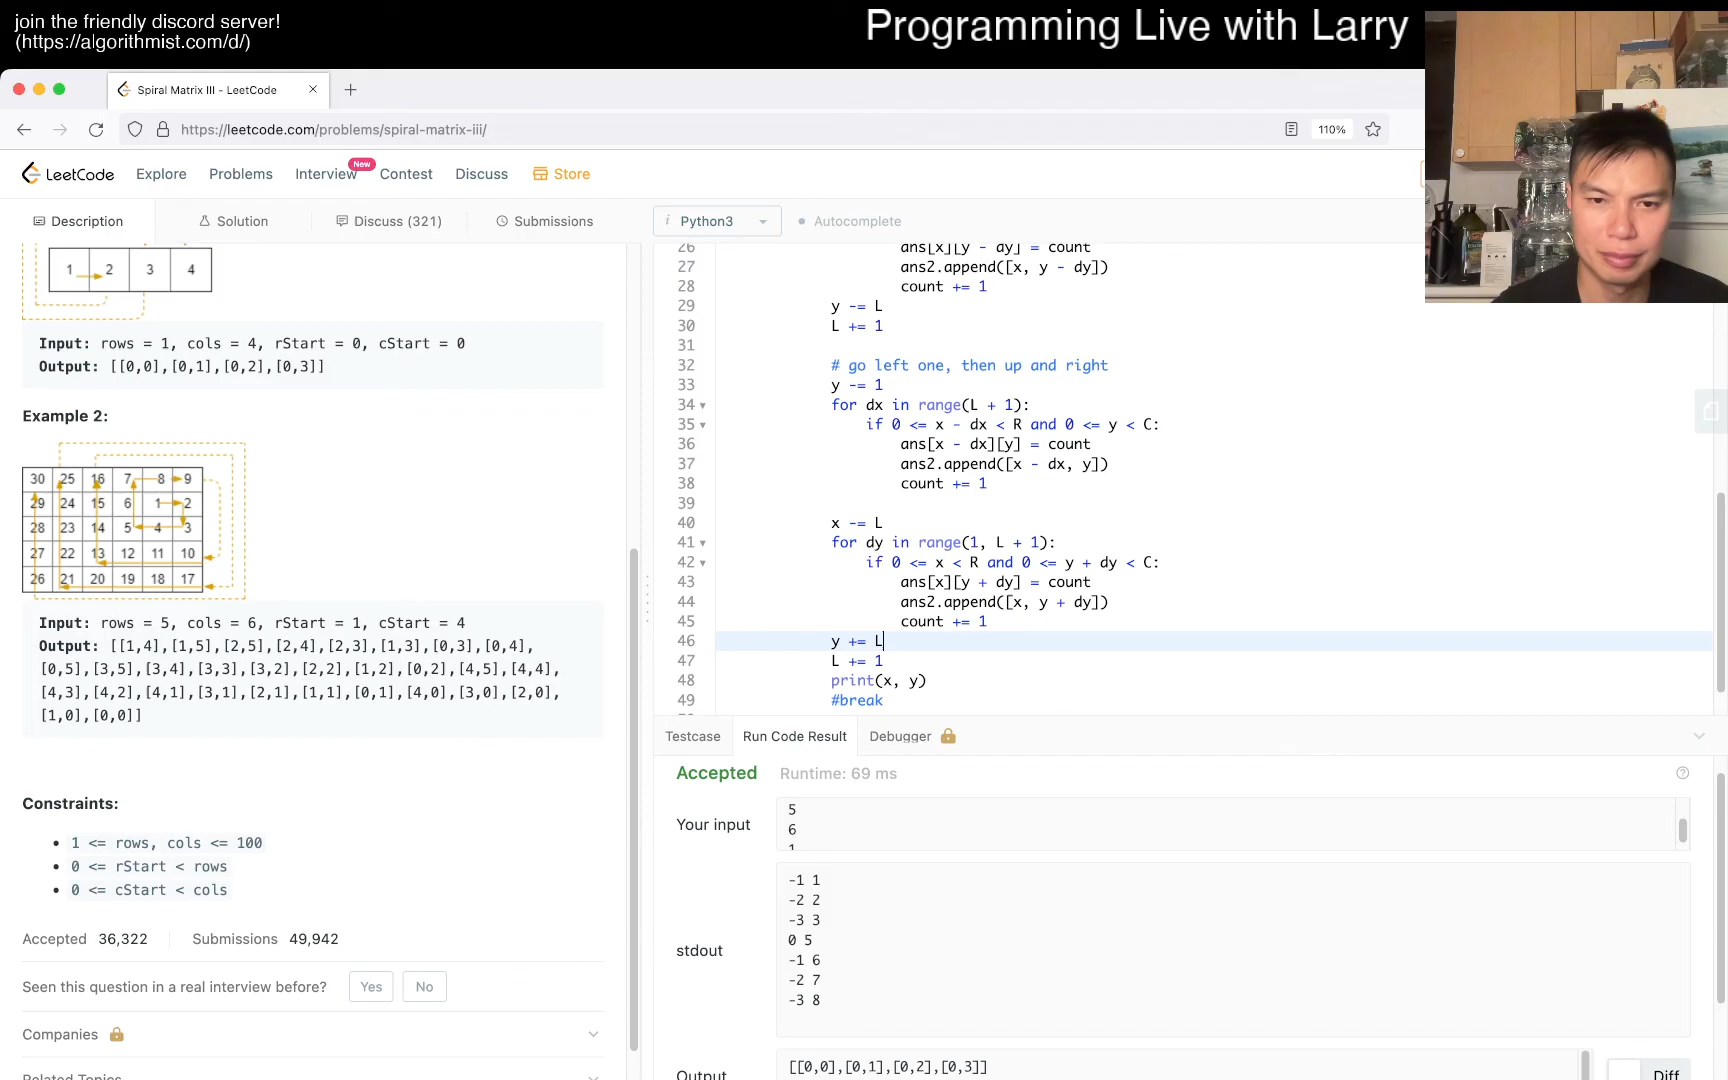 join the friendly discord server!
(https://algorithmist.com/d/)
Programming Live with Larry
Spiral Matrix III - LeetCode
https://leetcode.com/problems/spiral-matrix-iii/
110%
LeetCode
Explore
Problems
Interview
New
Contest
Discuss
Store
Description
Solution
Discuss (321)
Submissions
i Python3
Autocomplete
1 2 3 4
Input: rows = 1, cols = 4, rStart = 0, cStart = 0
Output: [[0,0],[0,1],[0,2],[0,3]]
Example 2:
30 25 16 7 8 9
29 24 15 6 1 2
28 23 14 5 4 3
27 22 13 12 11 10
26 21 20 19 18 17
Input: rows = 5, cols = 6, rStart = 1, cStart = 4
Output: [[1,4],[1,5],[2,5],[2,4],[2,3],[1,3],[0,3],[0,4],
[0,5],[3,5],[3,4],[3,3],[3,2],[2,2],[1,2],[0,2],[4,5],[4,4],
[4,3],[4,2],[4,1],[3,1],[2,1],[1,1],[0,1],[4,0],[3,0],[2,0],
[1,0],[0,0]]
Constraints:
1 <= rows, cols <= 100
0 <= rStart < rows
0 <= cStart < cols
Accepted 36,322 Submissions 49,942
Seen this question in a real interview before? Yes No
Companies
Related Topics
26 ans[x][y - dy] = count
27 ans2.append([x, y - dy])
28 count += 1
29 y -= L
30 L += 1
31
32 # go left one, then up and right
33 y -= 1
34 for dx in range(L + 1):
35 if 0 <= x - dx < R and 0 <= y < C:
36 ans[x - dx][y] = count
37 ans2.append([x - dx, y])
38 count += 1
39
40 x -= L
41 for dy in range(1, L + 1):
42 if 0 <= x < R and 0 <= y + dy < C:
43 ans[x][y + dy] = count
44 ans2.append([x, y + dy])
45 count += 1
46 y += L
47 L += 1
48 print(x, y)
49 #break
Testcase
Run Code Result
Debugger
Accepted Runtime: 69 ms
Your input
5
6
1
stdout
-1 1
-2 2
-3 3
0 5
-1 6
-2 7
-3 8
Output
[[0,0],[0,1],[0,2],[0,3]]
Diff